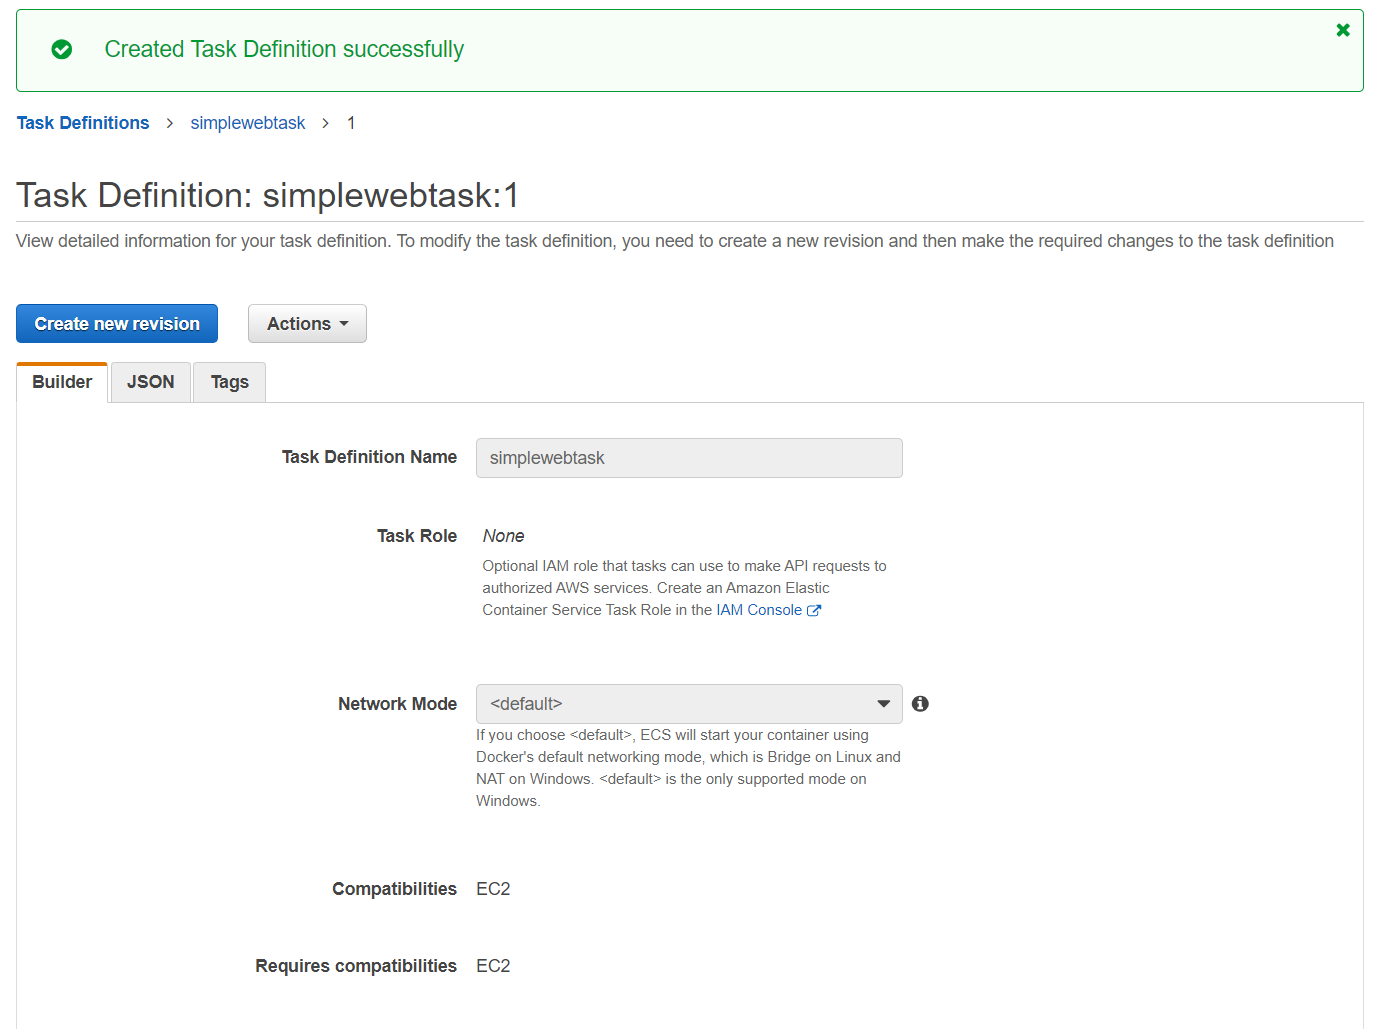 Created Task Definition successfully
Task Definitions > simplewebtask > 1
Task Definition: simplewebtask:1
View detailed information for your task definition. To modify the task definition, you need to create a new revision and then make the required changes to the task definition
Create new revision
Actions
Builder
JSON
Tags
Task Definition Name
simplewebtask
Task Role
None
Optional IAM role that tasks can use to make API requests to
authorized AWS services. Create an Amazon Elastic
Container Service Task Role in the IAM Console
Network Mode
<default>
If you choose <default>, ECS will start your container using
Docker's default networking mode, which is Bridge on Linux and
NAT on Windows. <default> is the only supported mode on
Windows.
Compatibilities
EC2
Requires compatibilities
EC2